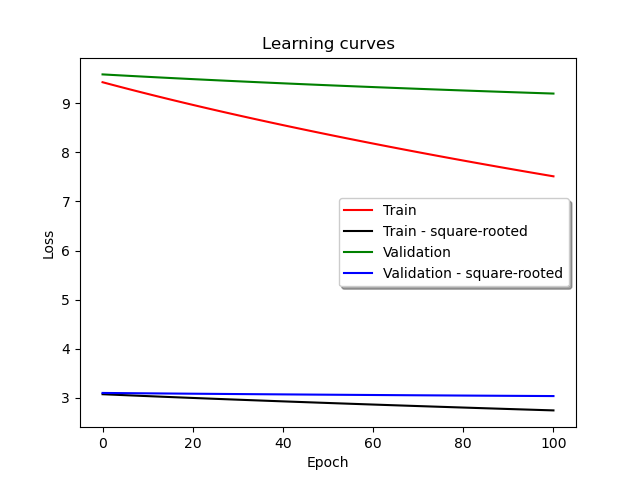 Learning curves
Loss
9
8
7
6
5
4
3
Train
Train - square-rooted
Validation
Validation - square-rooted
0 20 40 60 80 100
Epoch